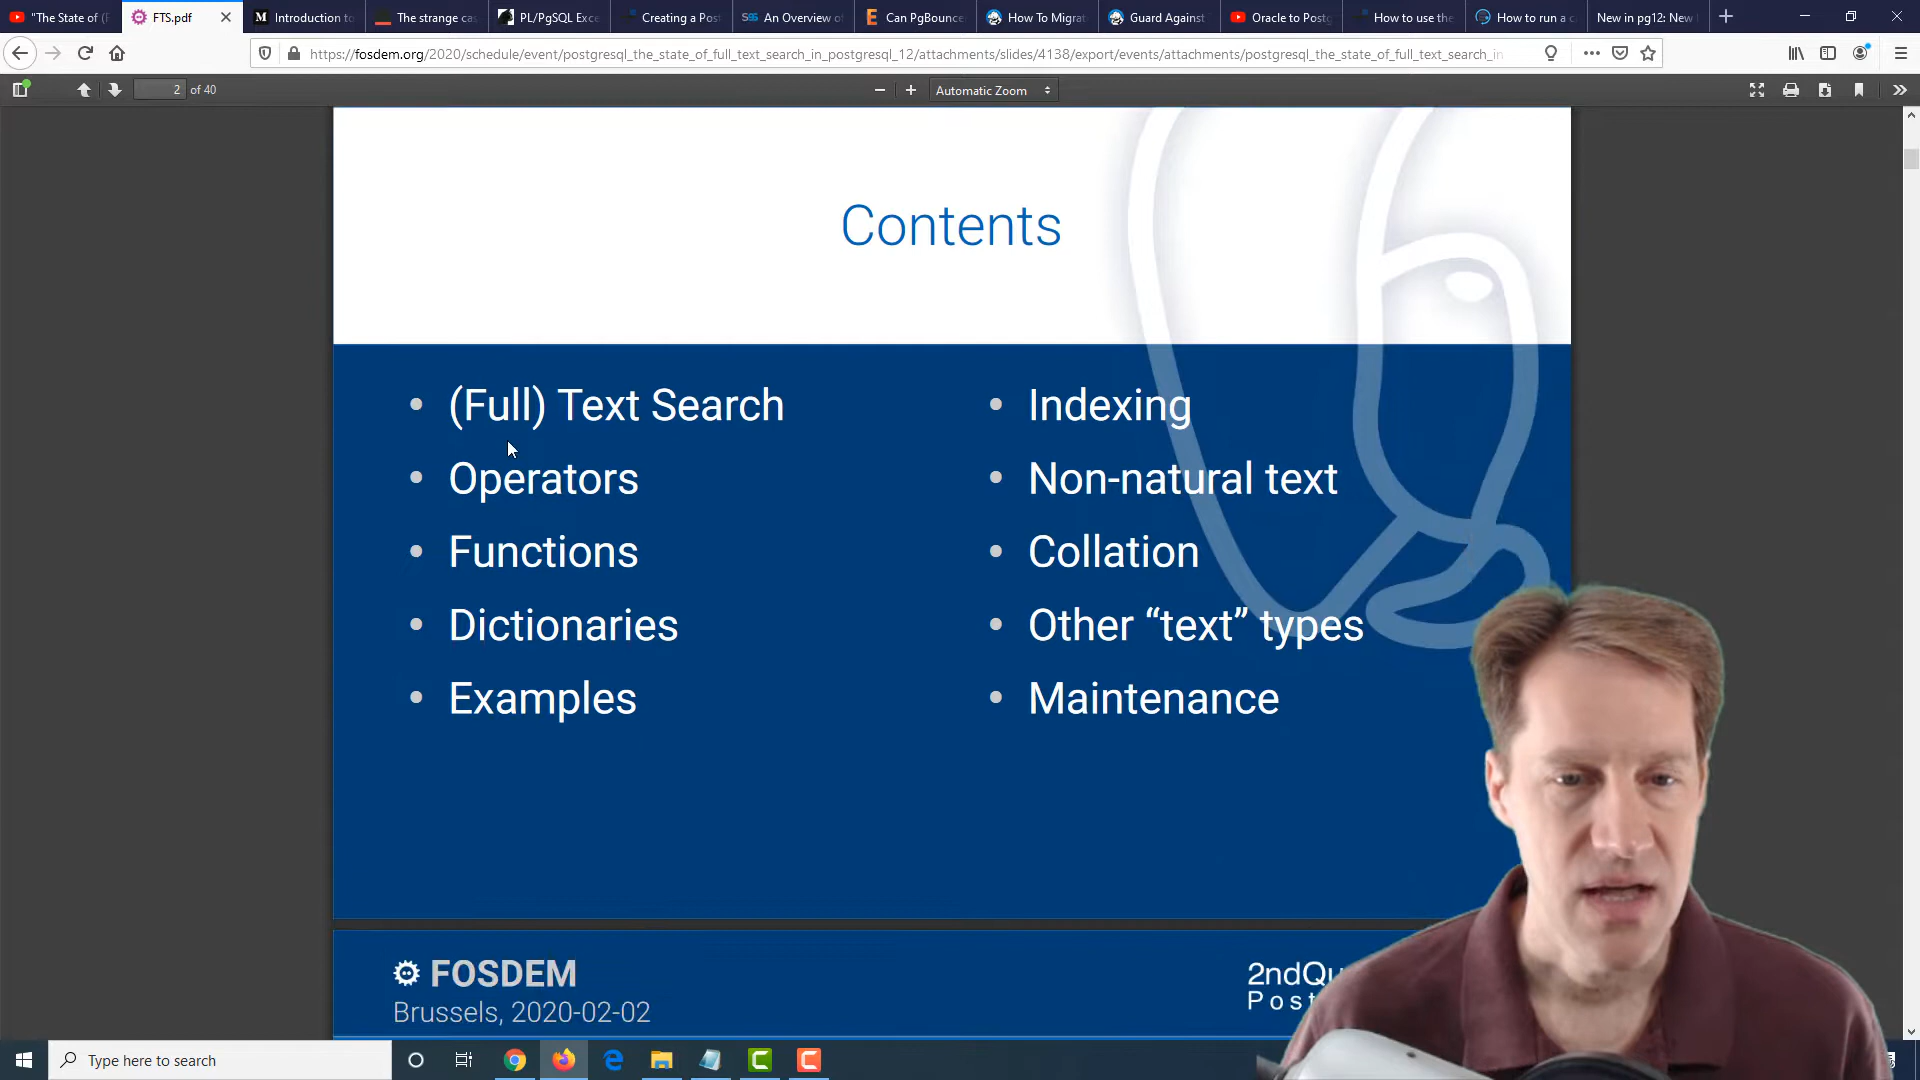 "The State of (
FTS.pdf
Introduction to
The strange cas
PL/PgSQL Exce
Creating a Post
An Overview of
Can PgBounce
How To Migrat
Guard Against
Oracle to Postg
How to use the
How to run a c
New in pg12: New
https://fosdem.org/2020/schedule/event/postgresql_the_state_of_full_text_search_in_postgresql_12/attachments/slides/4138/export/events/attachments/postgresql_the_state_of_full_text_search_in
2 of 40
Automatic Zoom
Contents
• (Full) Text Search
• Operators
• Functions
• Dictionaries
• Examples
• Indexing
• Non-natural text
• Collation
• Other “text” types
• Maintenance
FOSDEM
Brussels, 2020-02-02
2ndQu
Post
Type here to search